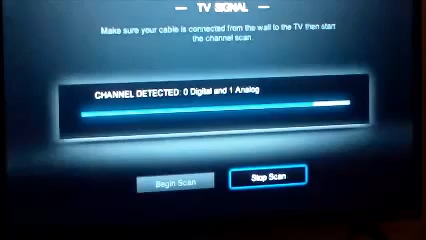 — TV SIGNAL —
Make sure your cable is connected from the wall to the TV then start
the channel scan.
CHANNEL DETECTED: 0 Digital and 1 Analog
Begin Scan
Stop Scan